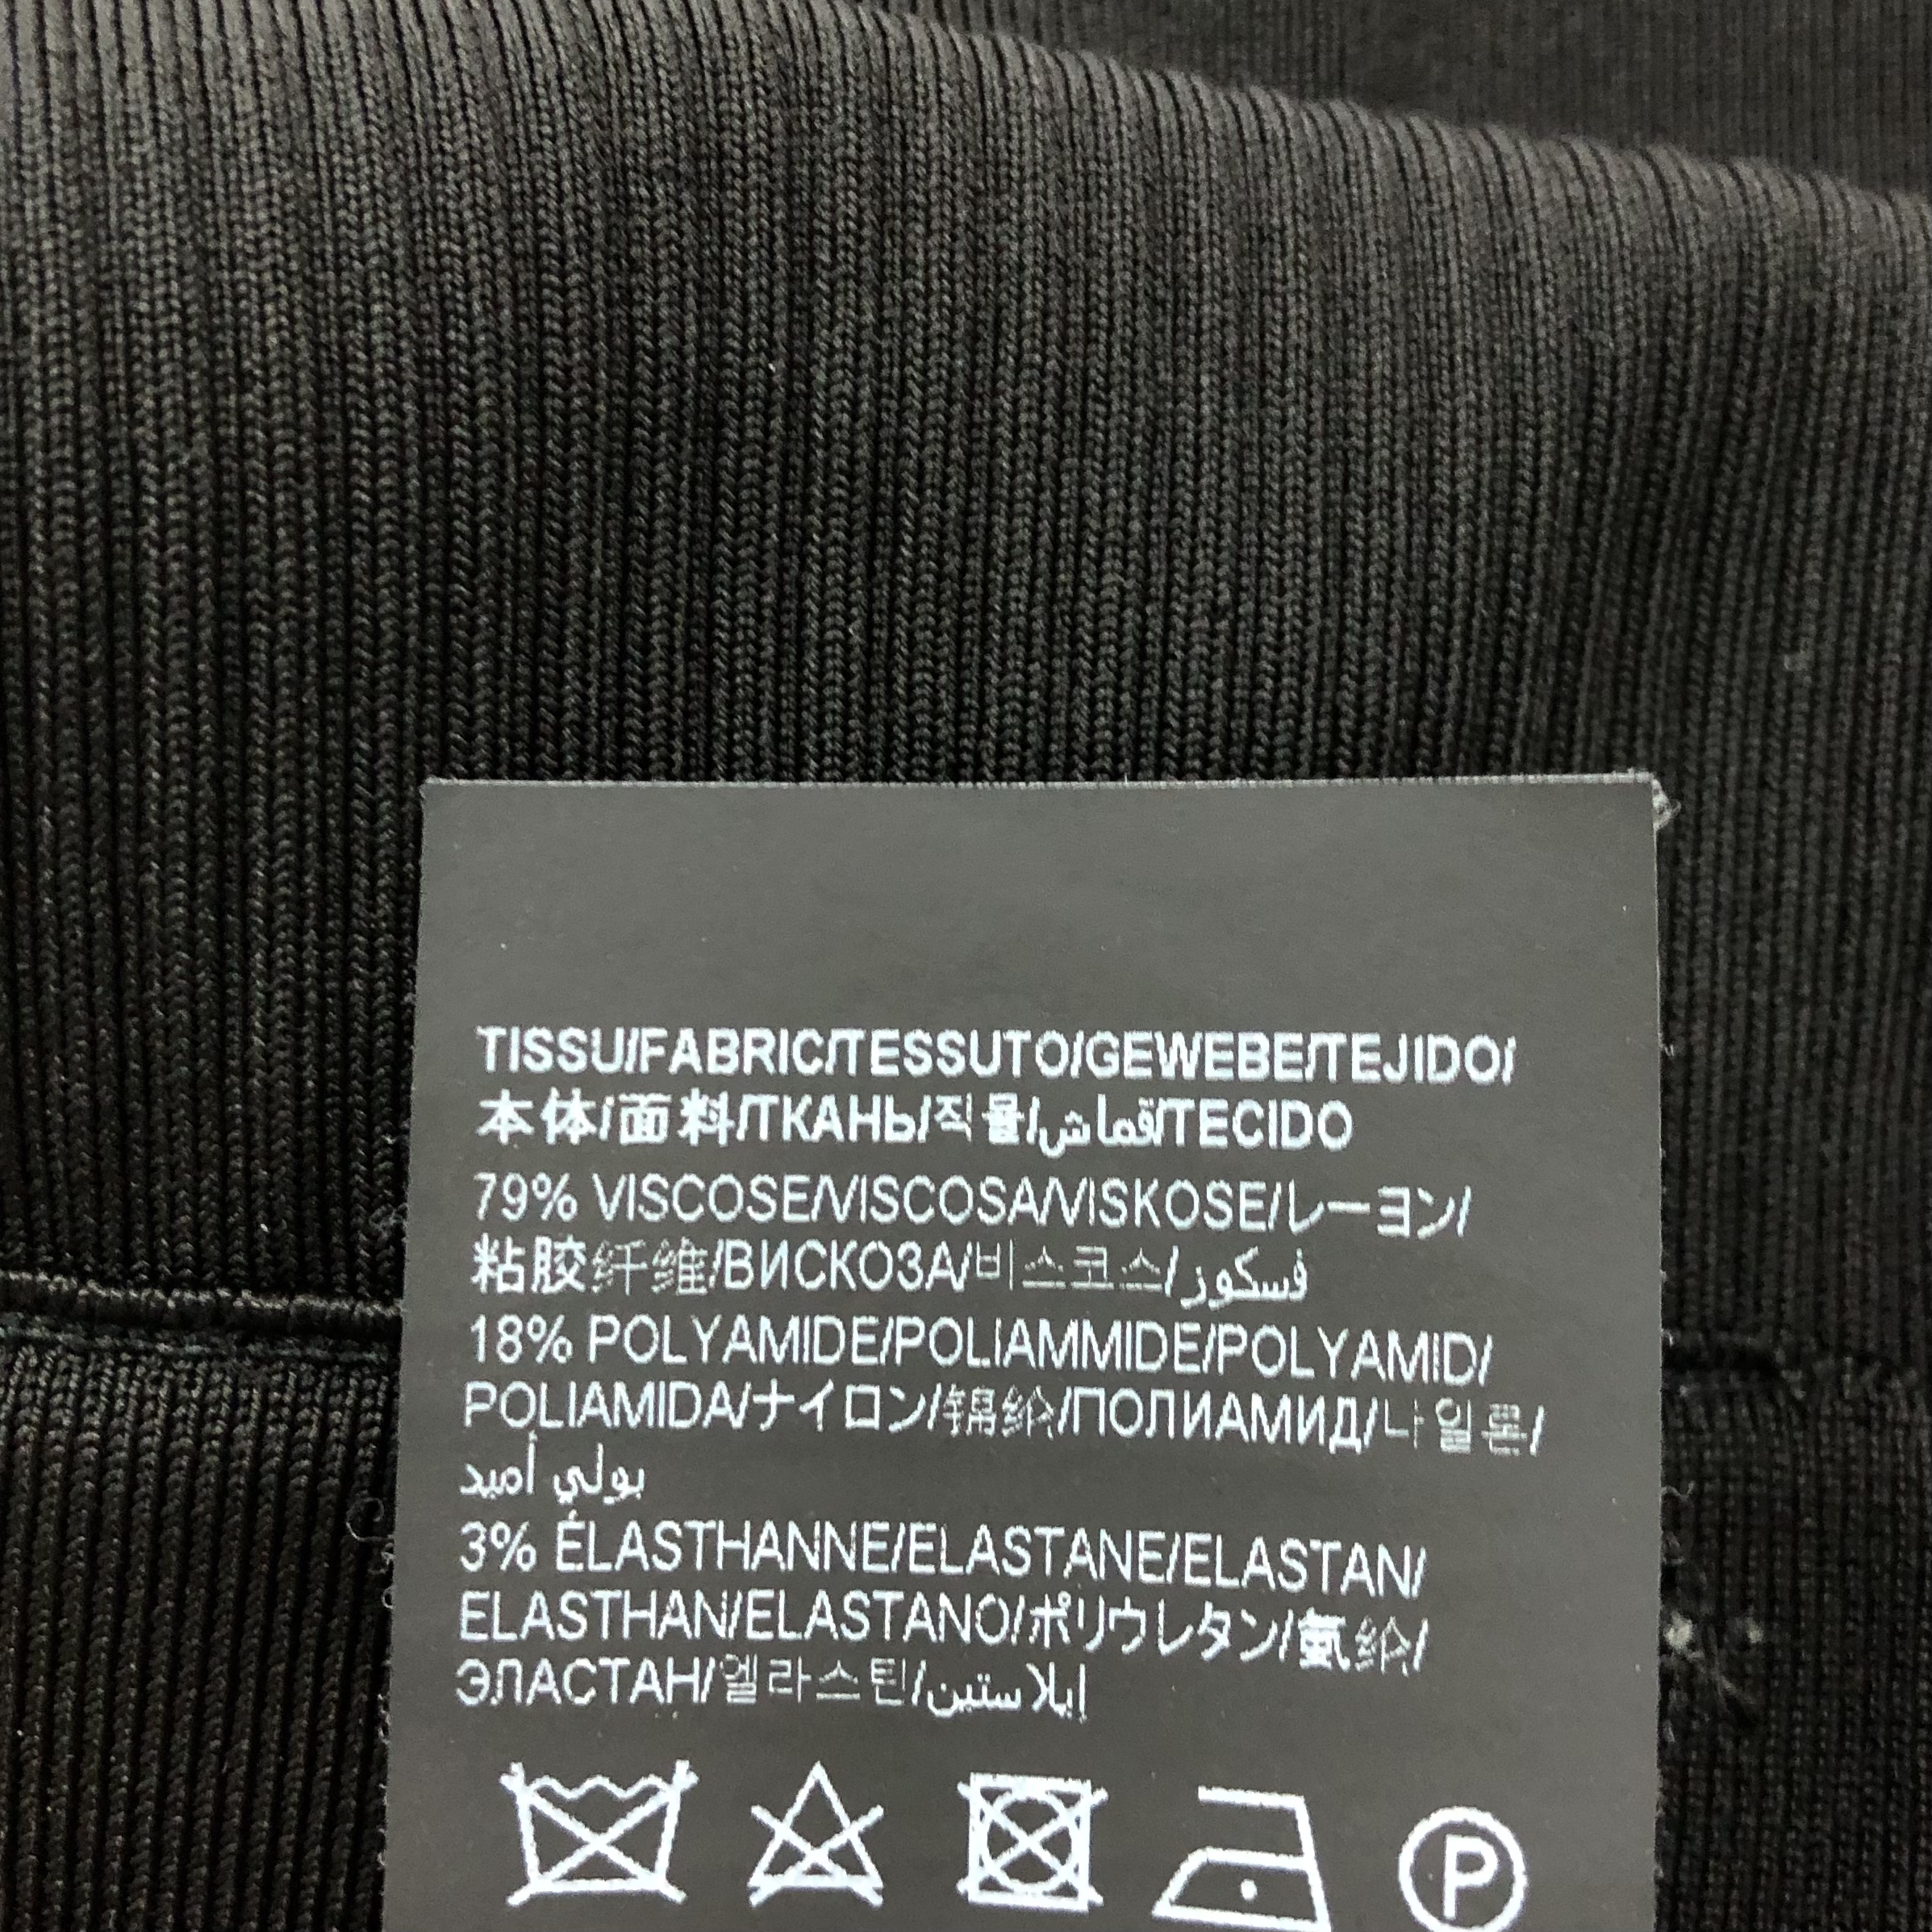 TISSU/FABRIC/TESSUTO/GEWEBE/TEJIDO/
本体/面料/ТКАНЬ/직물/قماش/TECIDO
79% VISCOSE/VISCOSA/VISKOSE/レーヨン/
粘胶纤维/ВИСКОЗА/비스코스/فسكوز
18% POLYAMIDE/POLIAMMIDE/POLYAMID/
POLIAMIDA/ナイロン/锦纶/ПОЛИАМИД/나일론/
بولي أميد
3% ÉLASTHANNE/ELASTANE/ELASTAN/
ELASTHAN/ELASTANO/ポリウレタン/氨纶/
ЭЛАСТАН/엘라스틴/إيلاستين
P